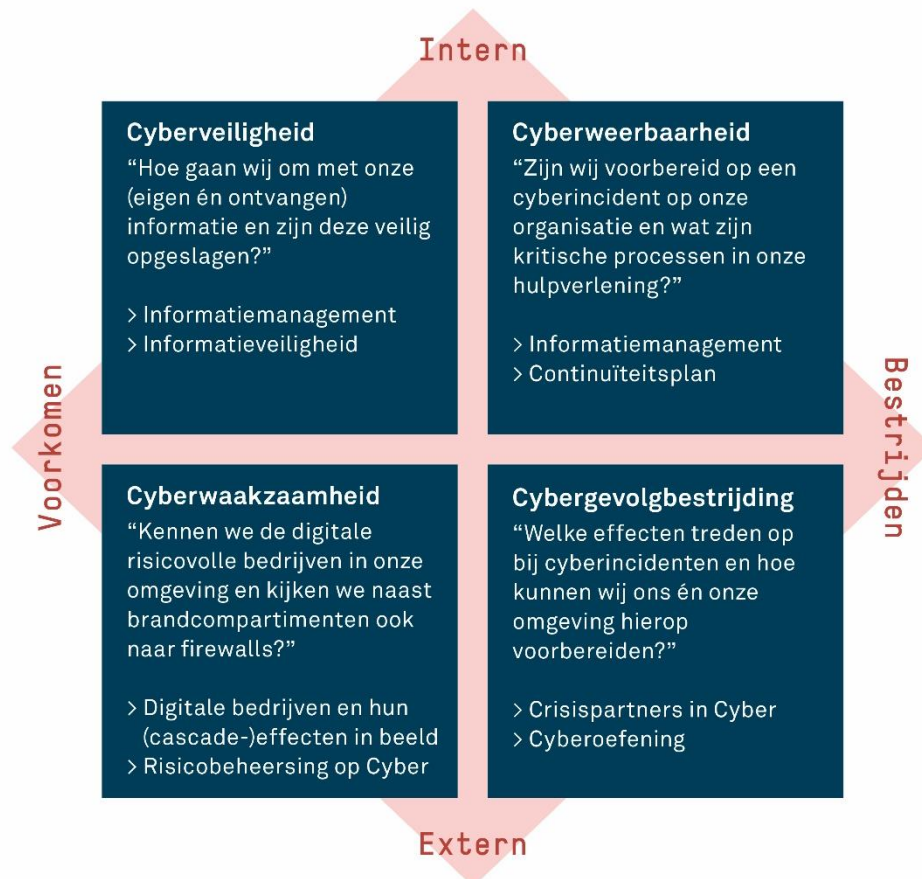 Intern
Cyberveiligheid
“Hoe gaan wij om met onze
(eigen én ontvangen)
informatie en zijn deze veilig
opgeslagen?”
> Informatiemanagement
> Informatieveiligheid
Cyberweerbaarheid
“Zijn wij voorbereid op een
cyberincident op onze
organisatie en wat zijn
kritische processen in onze
hulpverlening?”
> Informatiemanagement
> Continuïteitsplan
Voorkomen
Bestrijden
Cyberwaakzaamheid
“Kennen we de digitale
risicovolle bedrijven in onze
omgeving en kijken we naast
brandcompartimenten ook
naar firewalls?”
> Digitale bedrijven en hun
(cascade-)effecten in beeld
> Risicobeheersing op Cyber
Cybergevolgbestrijding
“Welke effecten treden op
bij cyberincidenten en hoe
kunnen wij ons én onze
omgeving hierop
voorbereiden?”
> Crisispartners in Cyber
> Cyberoefening
Extern